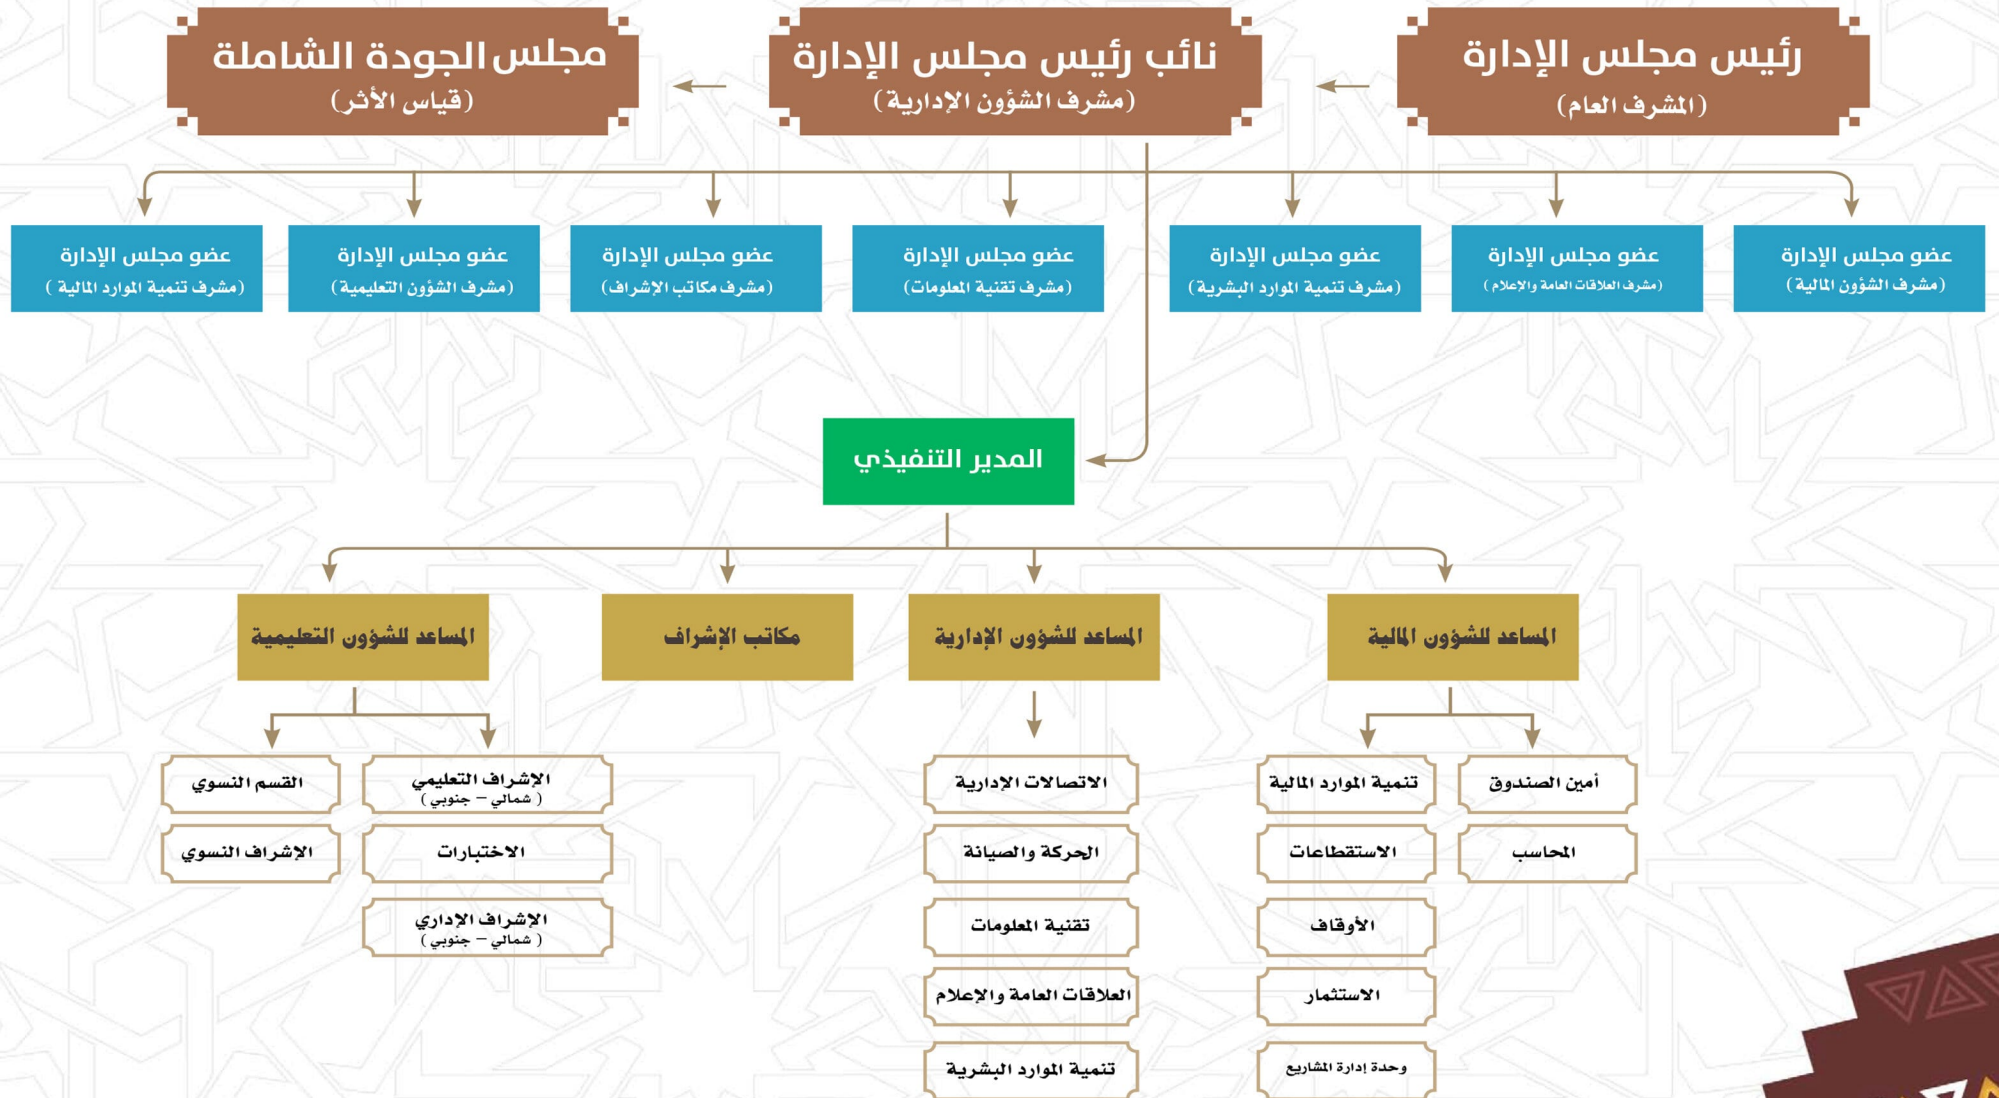 رئيس مجلس الإدارة
(المشرف العام)
نائب رئيس مجلس الإدارة
(مشرف الشؤون الإدارية)
مجلس الجودة الشاملة
(قياس الأثر)
عضو مجلس الإدارة
(مشرف الشؤون المالية)
عضو مجلس الإدارة
(مشرف العلاقات العامة والإعلام )
عضو مجلس الإدارة
(مشرف تنمية الموارد البشرية)
عضو مجلس الإدارة
(مشرف تقنية المعلومات)
عضو مجلس الإدارة
(مشرف مكاتب الإشراف)
عضو مجلس الإدارة
(مشرف الشؤون التعليمية)
عضو مجلس الإدارة
(مشرف تنمية الموارد المالية )
المدير التنفيذي
المساعد للشؤون المالية
المساعد للشؤون الإدارية
مكاتب الإشراف
المساعد للشؤون التعليمية
أمين الصندوق
المحاسب
تنمية الموارد المالية
الاستقطاعات
الأوقاف
الاستثمار
وحدة إدارة المشاريع
الاتصالات الإدارية
الحركة والصيانة
تقنية المعلومات
العلاقات العامة والإعلام
تنمية الموارد البشرية
الإشراف التعليمي
( شمالي – جنوبي )
الاختبارات
الإشراف الإداري
( شمالي – جنوبي )
القسم النسوي
الإشراف النسوي